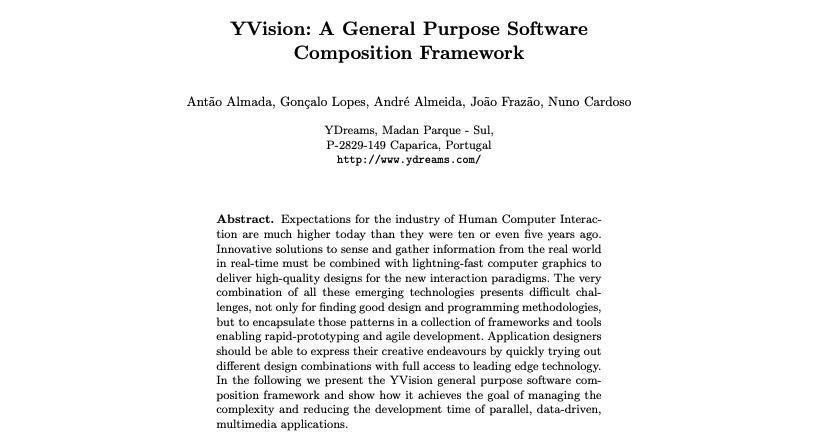 YVision: A General Purpose Software
Composition Framework
Antão Almada, Gonçalo Lopes, André Almeida, João Frazão, Nuno Cardoso
YDreams, Madan Parque - Sul,
P-2829-149 Caparica, Portugal
http://www.ydreams.com/
Abstract. Expectations for the industry of Human Computer Interac-
tion are much higher today than they were ten or even five years ago.
Innovative solutions to sense and gather information from the real world
in real-time must be combined with lightning-fast computer graphics to
deliver high-quality designs for the new interaction paradigms. The very
combination of all these emerging technologies presents difficult chal-
lenges, not only for finding good design and programming methodologies,
but to encapsulate those patterns in a collection of frameworks and tools
enabling rapid-prototyping and agile development. Application designers
should be able to express their creative endeavours by quickly trying out
different design combinations with full access to leading edge technology.
In the following we present the YVision general purpose software com-
position framework and show how it achieves the goal of managing the
complexity and reducing the development time of parallel, data-driven,
multimedia applications.